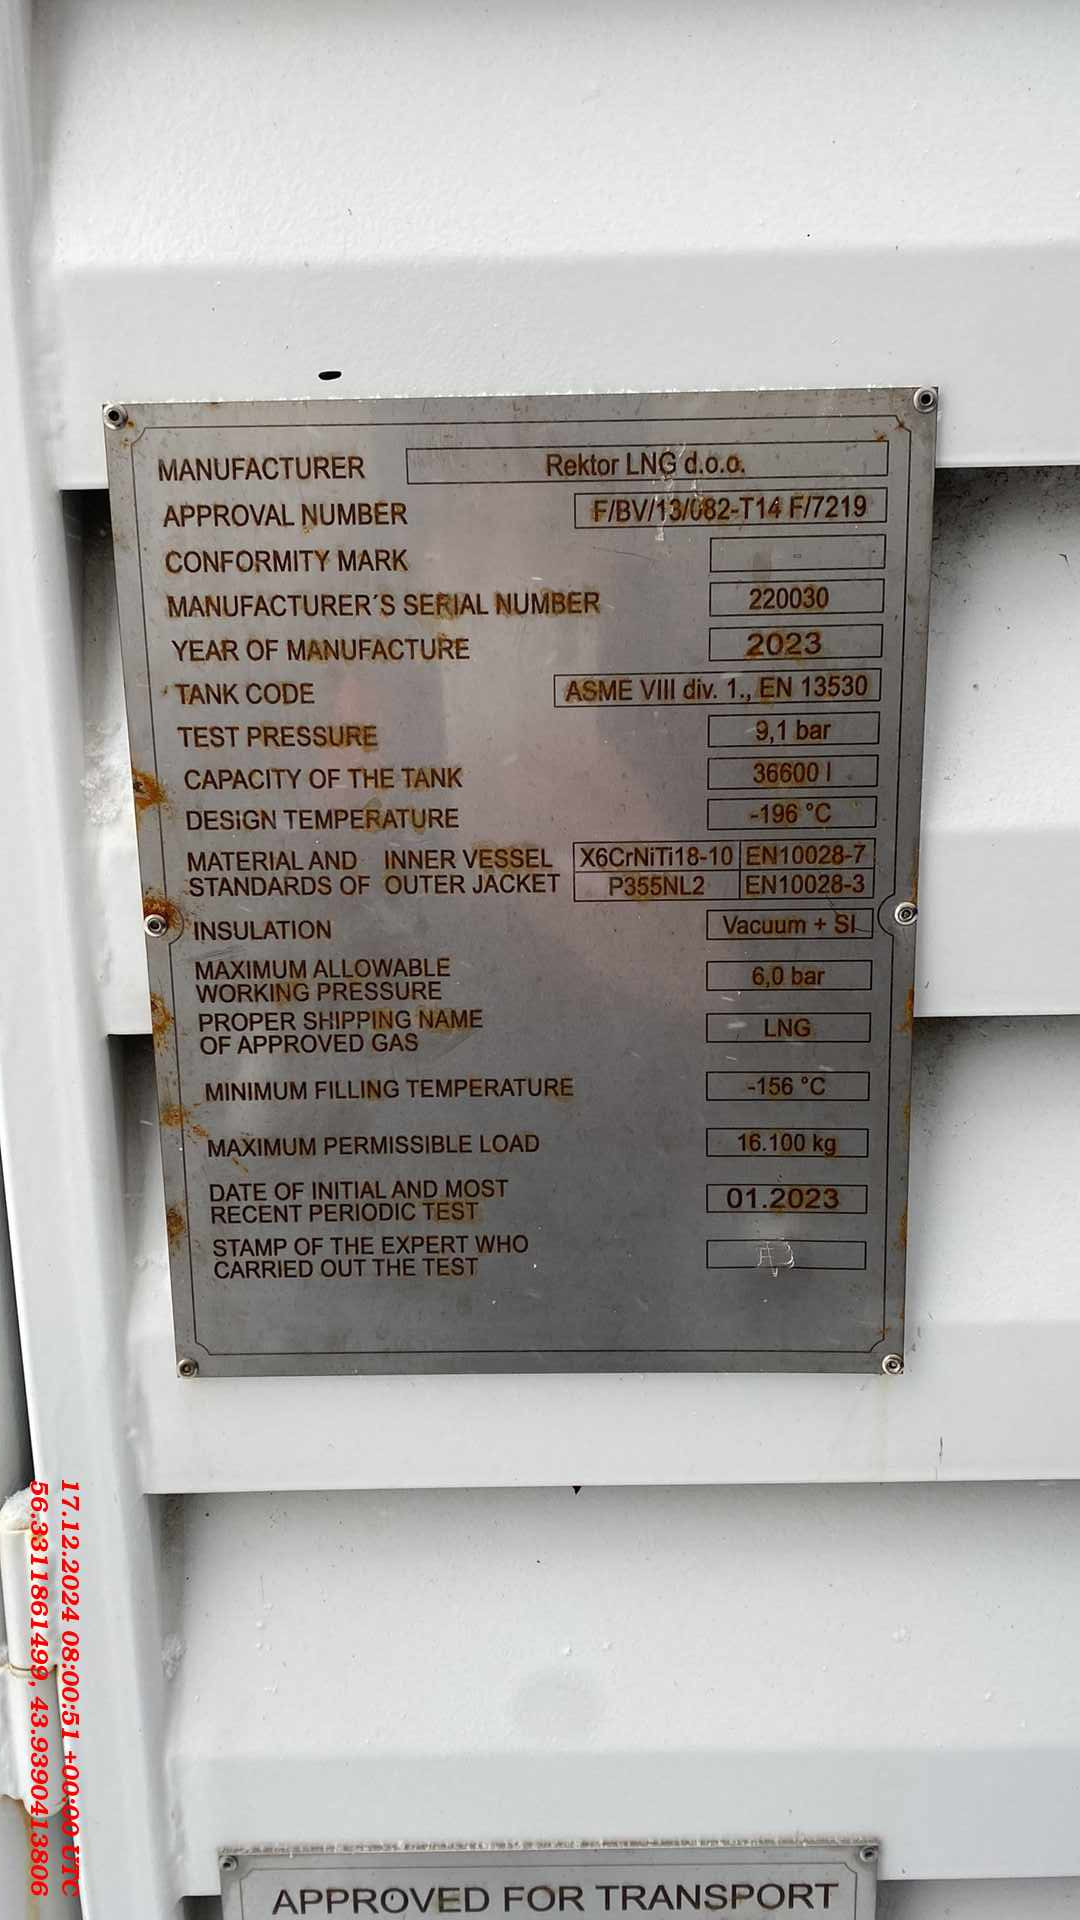 MANUFACTURER Rektor LNG d.o.o.
APPROVAL NUMBER F/BV/13/082-T14 F/7219
CONFORMITY MARK -
MANUFACTURER´S SERIAL NUMBER 220030
YEAR OF MANUFACTURE 2023
TANK CODE ASME VIII div. 1., EN 13530
TEST PRESSURE 9,1 bar
CAPACITY OF THE TANK 36600 l
DESIGN TEMPERATURE -196 °C
MATERIAL AND INNER VESSEL X6CrNiTi18-10 EN10028-7
STANDARDS OF OUTER JACKET P355NL2 EN10028-3
INSULATION Vacuum + SI
MAXIMUM ALLOWABLE
WORKING PRESSURE 6,0 bar
PROPER SHIPPING NAME
OF APPROVED GAS LNG
MINIMUM FILLING TEMPERATURE -156 °C
MAXIMUM PERMISSIBLE LOAD 16.100 kg
DATE OF INITIAL AND MOST
RECENT PERIODIC TEST 01.2023
STAMP OF THE EXPERT WHO
CARRIED OUT THE TEST
APPROVED FOR TRANSPORT
17.12.2024 08:00:51 +00:00 UTC
56.3311861499, 43.9390413806